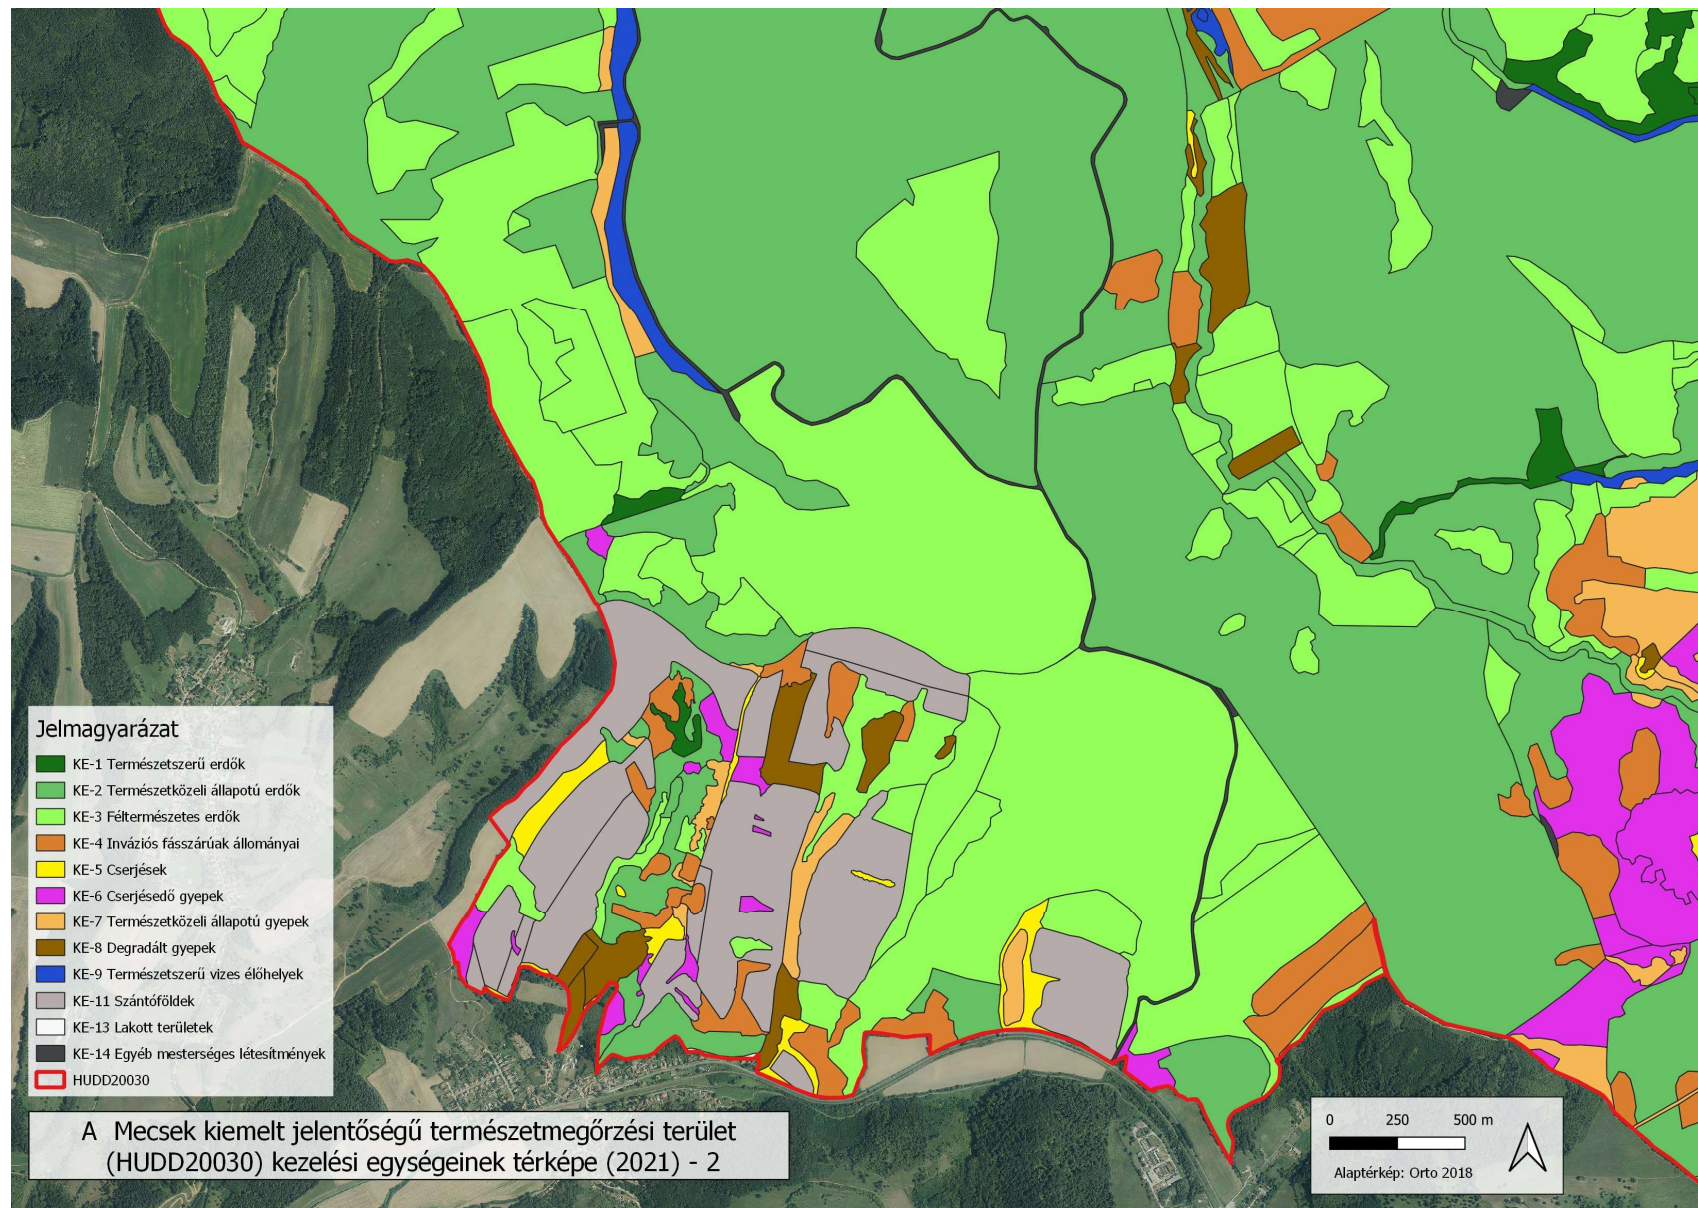 Jelmagyarázat
KE-1 Természetszerű erdők
KE-2 Természetközeli állapotú erdők
KE-3 Féltermészetes erdők
KE-4 Inváziós fásszárúak állományai
KE-5 Cserjések
KE-6 Cserjésedő gyepek
KE-7 Természetközeli állapotú gyepek
KE-8 Degradált gyepek
KE-9 Természetszerű vizes élőhelyek
KE-11 Szántóföldek
KE-13 Lakott területek
KE-14 Egyéb mesterséges létesítmények
HUDD20030
A Mecsek kiemelt jelentőségű természetmegőrzési terület
(HUDD20030) kezelési egységeinek térképe (2021) - 2
0 250 500 m
Alaptérkép: Orto 2018